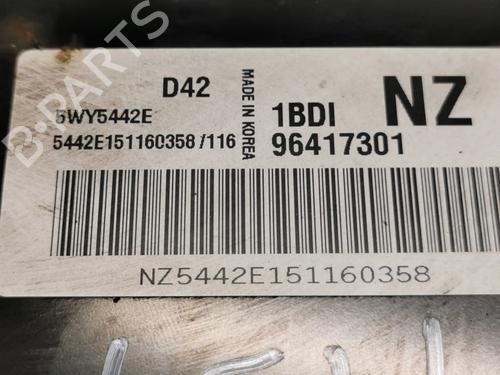 D42
5WY5442E
5442E151160358 /116
MADE IN KOREA
1BDI
NZ
96417301
NZ5442E151160358
B-PARTS